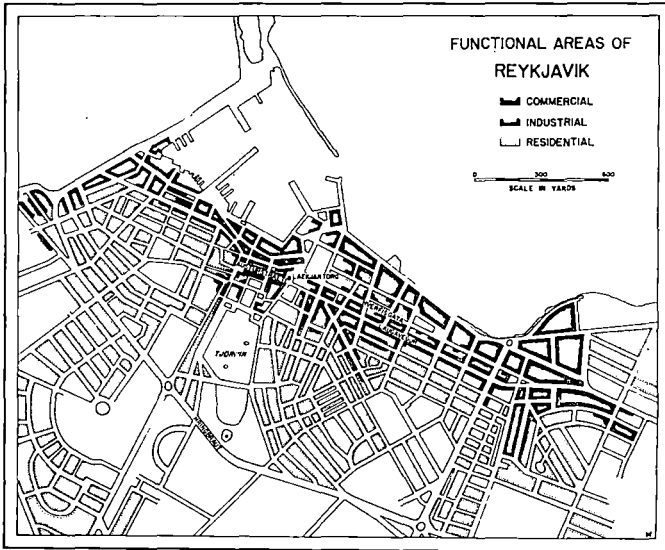 FUNCTIONAL AREAS OF
REYKJAVIK
COMMERCIAL
INDUSTRIAL
RESIDENTIAL
0 300 600
SCALE IN YARDS
LAEKJARTORG
TJORNIN